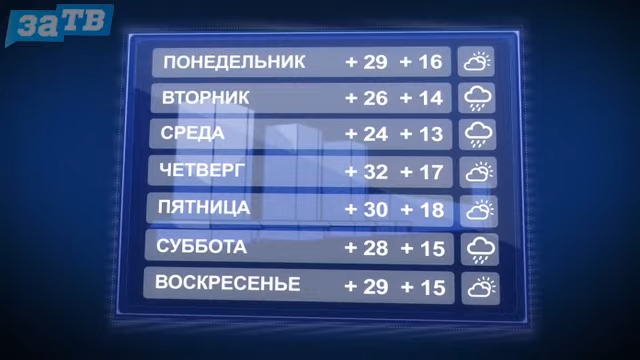 заТВ
ПОНЕДЕЛЬНИК + 29 + 16
ВТОРНИК + 26 + 14
СРЕДА + 24 + 13
ЧЕТВЕРГ + 32 + 17
ПЯТНИЦА + 30 + 18
СУББОТА + 28 + 15
ВОСКРЕСЕНЬЕ + 29 + 15